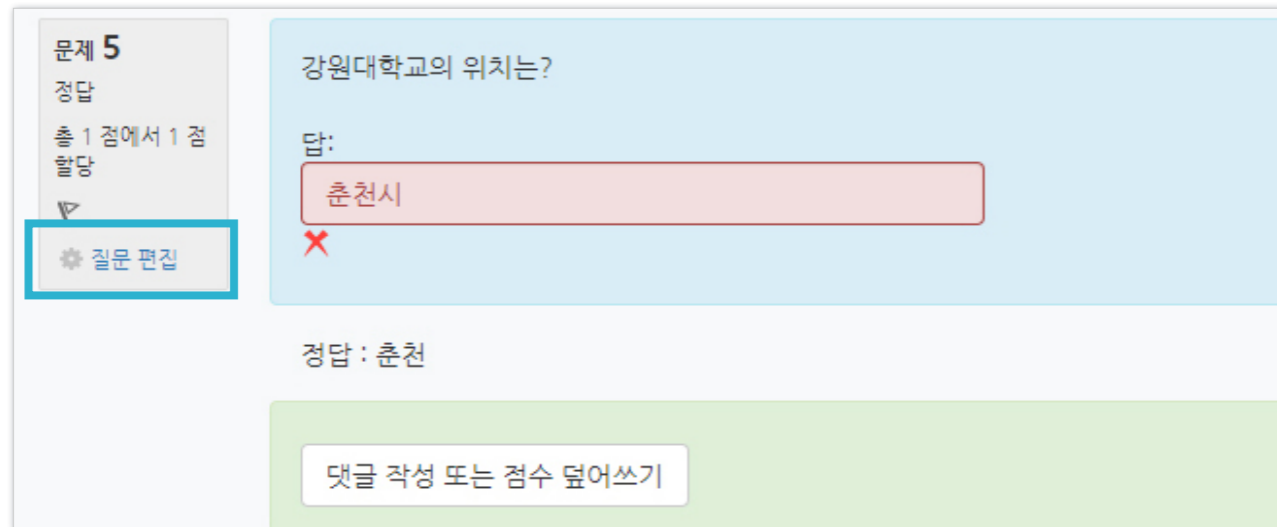 문제 5
정답
총 1 점에서 1 점
할당
질문 편집
강원대학교의 위치는?
답:
춘천시
정답 : 춘천
댓글 작성 또는 점수 덮어쓰기